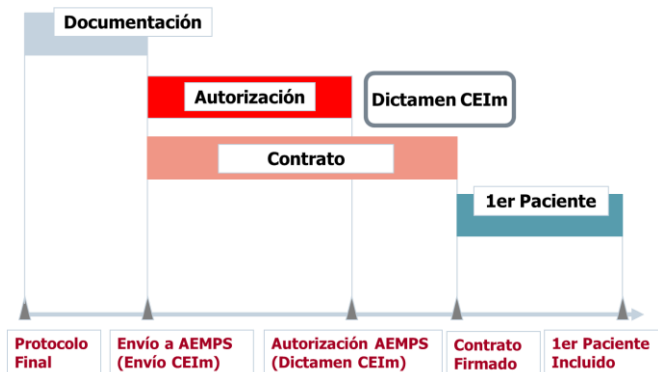 Documentación
Autorización
Dictamen CEIm
Contrato
1er Paciente
Protocolo
Final
Envío a AEMPS
(Envío CEIm)
Autorización AEMPS
(Dictamen CEIm)
Contrato
Firmado
1er Paciente
Incluido